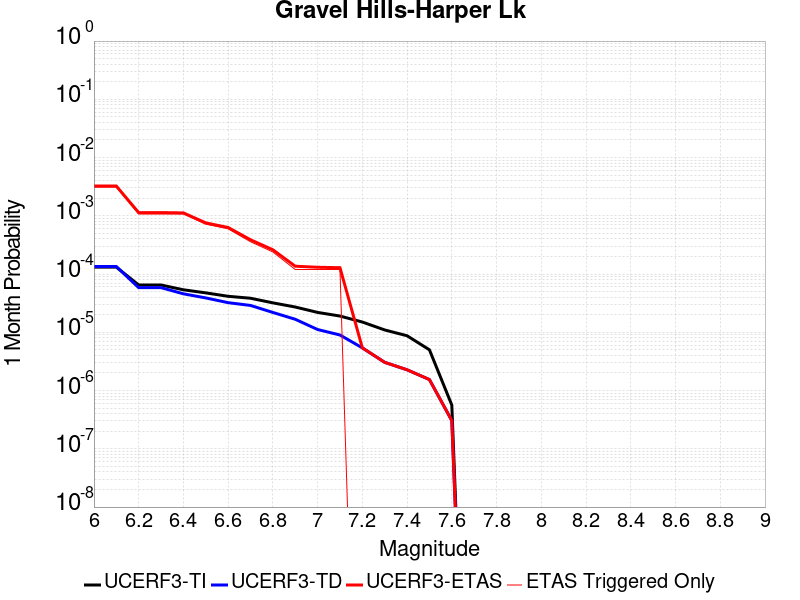 Gravel Hills-Harper Lk
10^0
10^-1
10^-2
10^-3
10^-4
10^-5
10^-6
10^-7
10^-8
1 Month Probability
6 6.2 6.4 6.6 6.8 7 7.2 7.4 7.6 7.8 8 8.2 8.4 8.6 8.8 9
Magnitude
UCERF3-TI UCERF3-TD UCERF3-ETAS ETAS Triggered Only